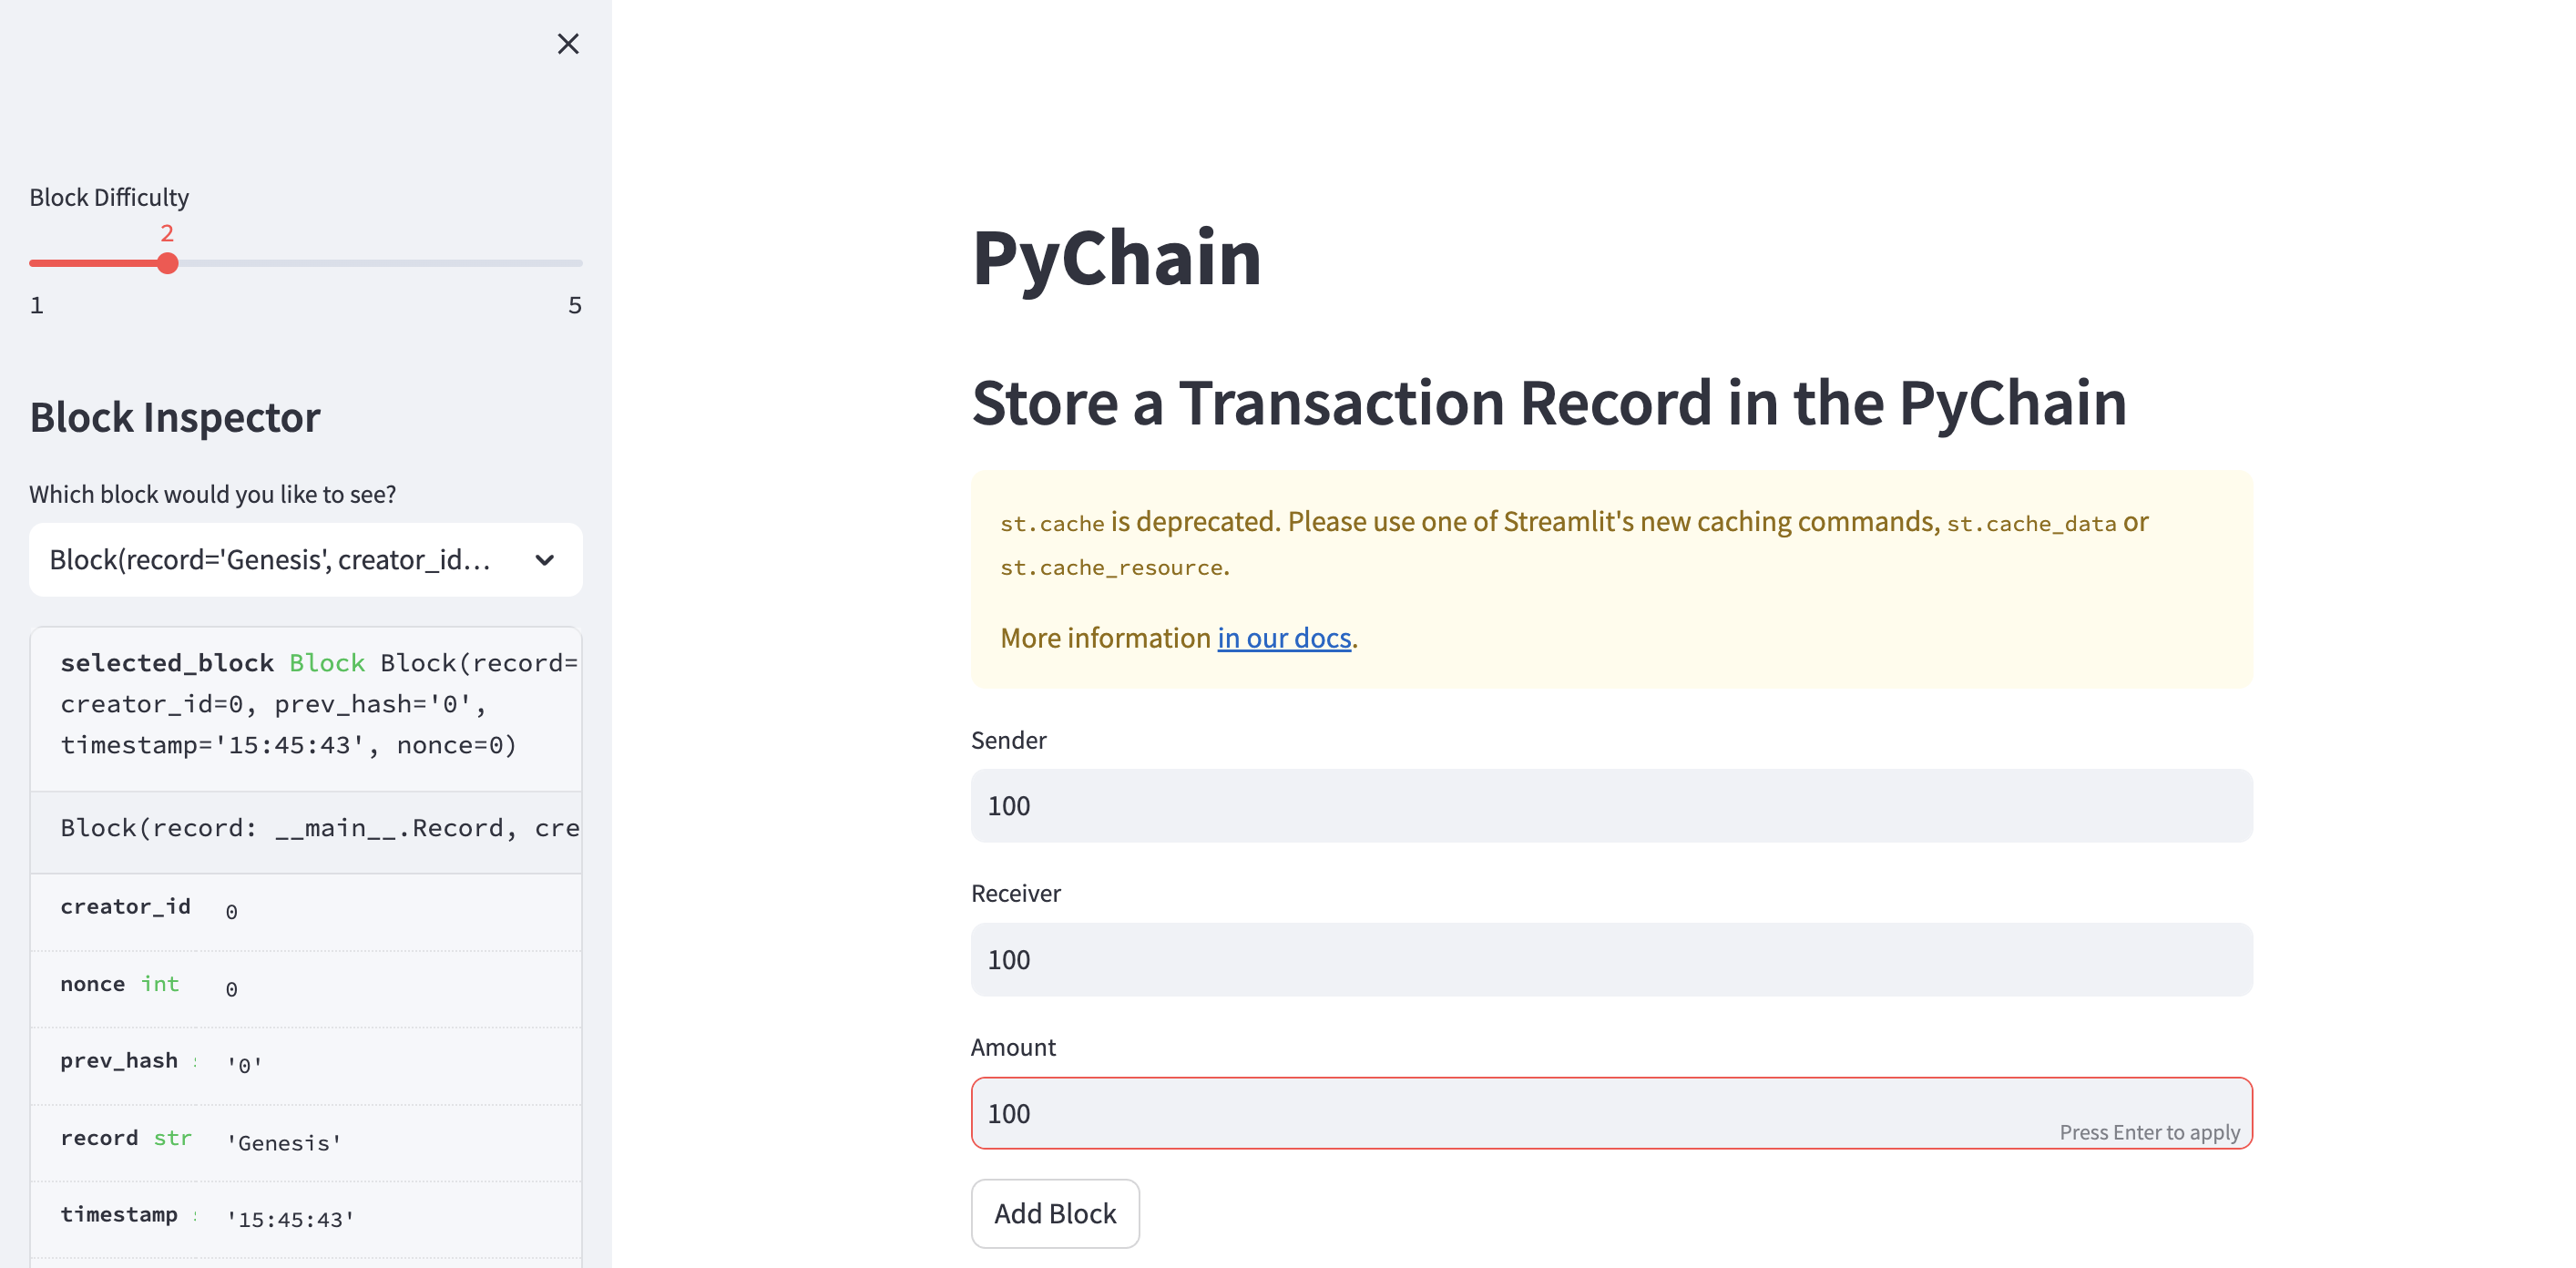 Block Difficulty
2
1
5
Block Inspector
Which block would you like to see?
Block(record='Genesis', creator_id...
selected_block Block Block(record=
creator_id=0, prev_hash='0',
timestamp='15:45:43', nonce=0)
Block(record: __main__.Record, cre
creator_id 0
nonce int 0
prev_hash '0'
record str 'Genesis'
timestamp '15:45:43'
PyChain
Store a Transaction Record in the PyChain
st.cache is deprecated. Please use one of Streamlit's new caching commands, st.cache_data or
st.cache_resource.
More information in our docs.
Sender
100
Receiver
100
Amount
100
Press Enter to apply
Add Block